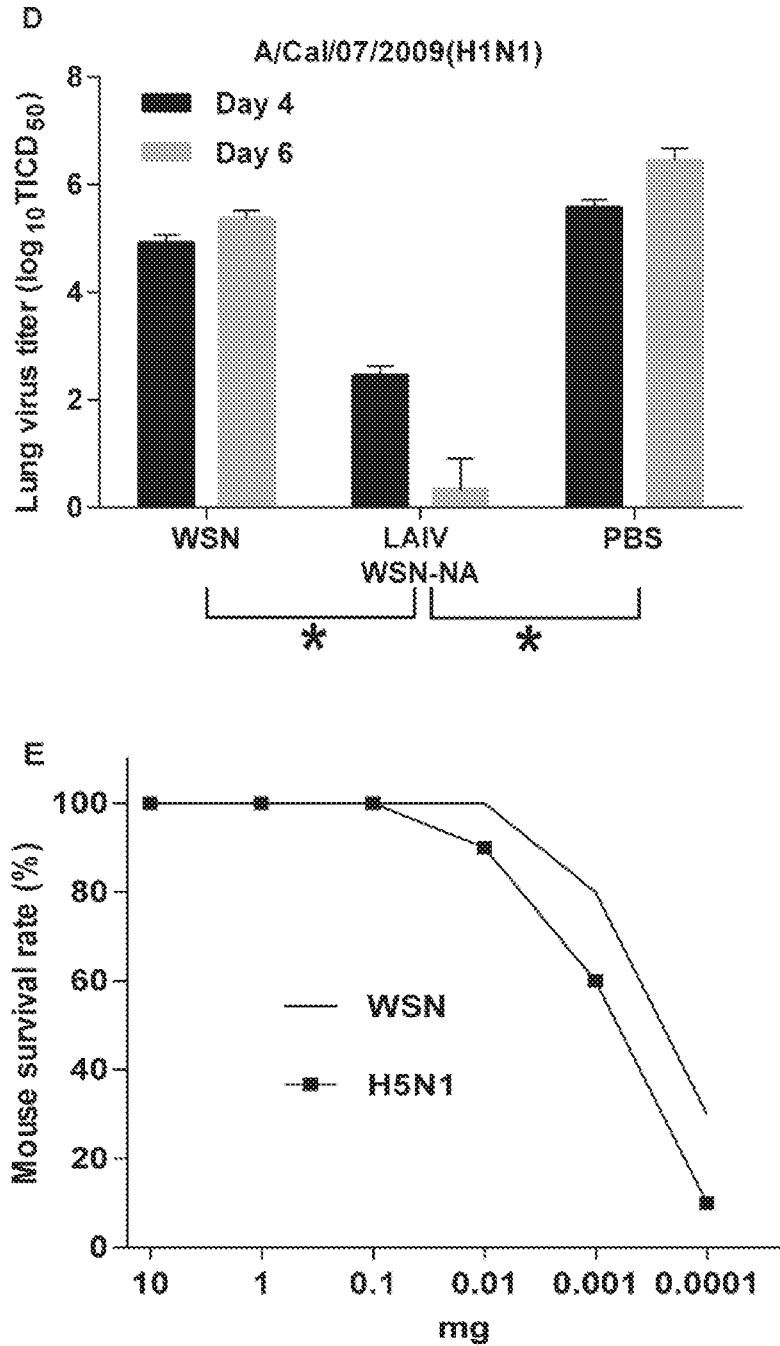 D
A/Cal/07/2009(H1N1)
Lung virus titer (log10TICD50)
8
6
4
2
0
Day 4
Day 6
WSN
LAIV
WSN-NA
PBS
*
*
E
Mouse survival rate (%)
100
80
60
40
20
0
WSN
H5N1
10
1
0.1
0.01
0.001
0.0001
mg